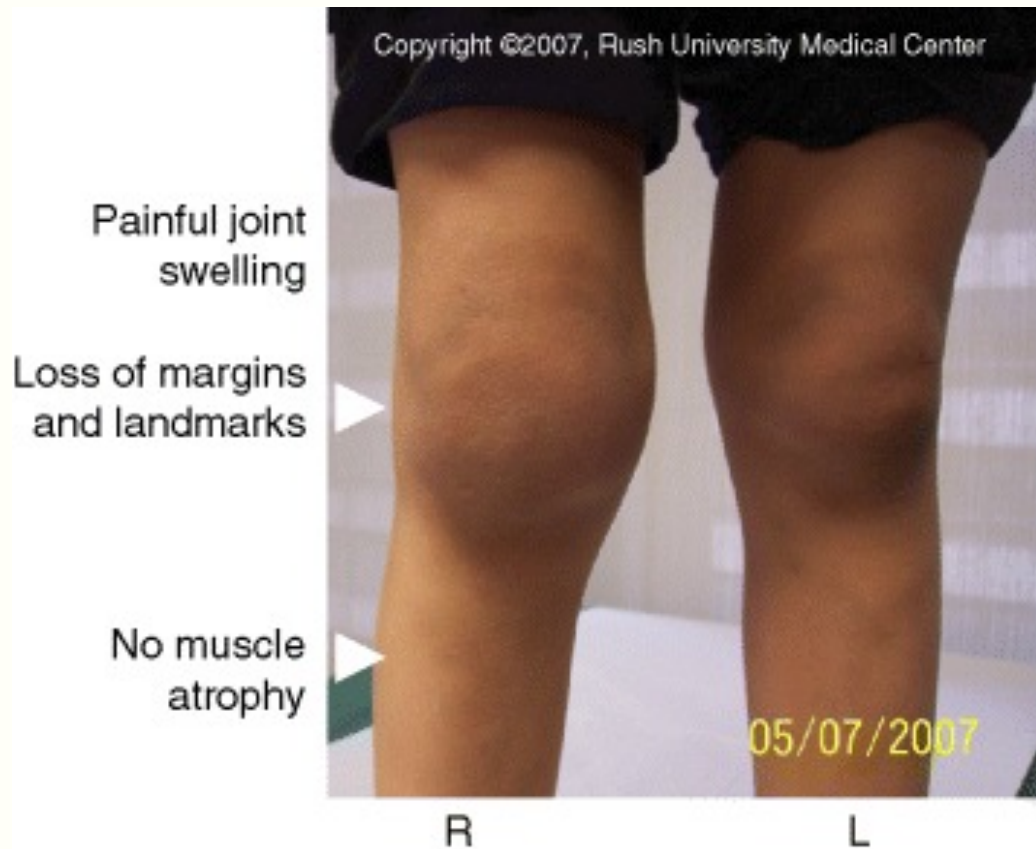 Copyright ©2007, Rush University Medical Center
Painful joint
swelling
Loss of margins
and landmarks
No muscle
atrophy
05/07/2007
R
L